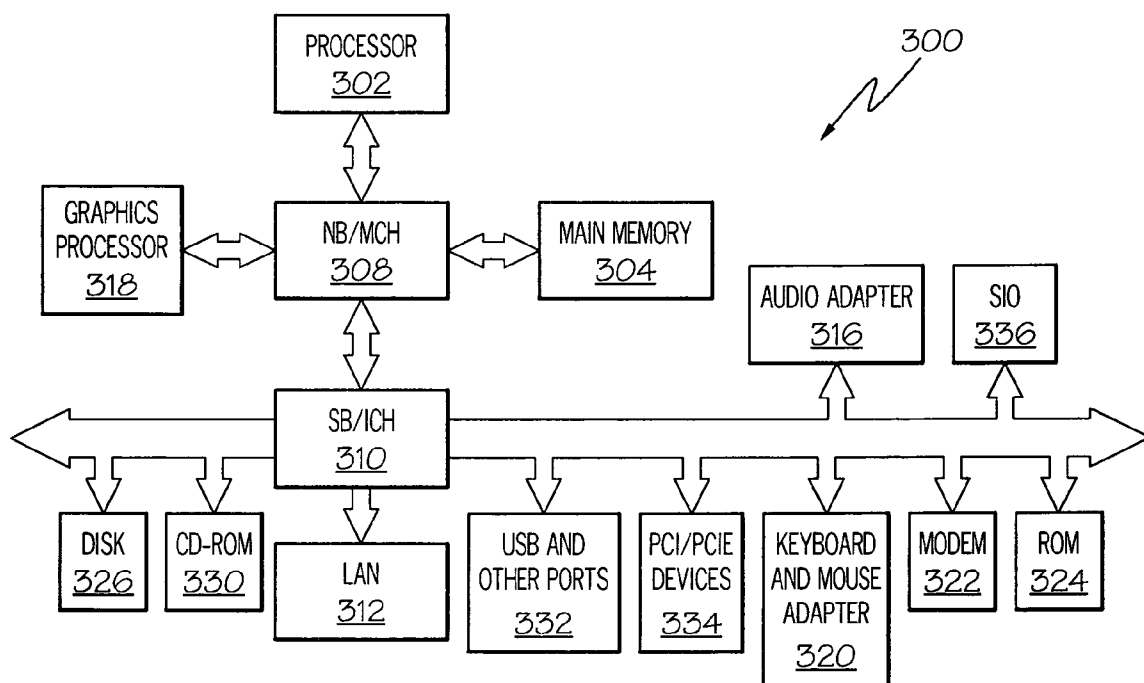 PROCESSOR
302
300
GRAPHICS
PROCESSOR
318
NB/MCH
308
MAIN MEMORY
304
AUDIO ADAPTER
316
SIO
336
SB/ICH
310
DISK
326
CD-ROM
330
LAN
312
USB AND
OTHER PORTS
332
PCI/PCIE
DEVICES
334
KEYBOARD
AND MOUSE
ADAPTER
320
MODEM
322
ROM
324